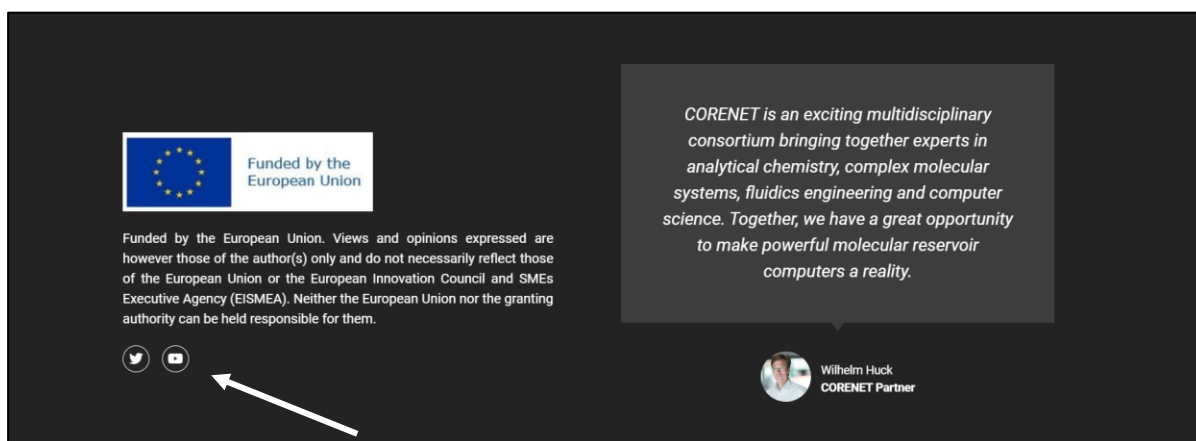 Funded by the
European Union
Funded by the European Union. Views and opinions expressed are
however those of the author(s) only and do not necessarily reflect those
of the European Union or the European Innovation Council and SMEs
Executive Agency (EISMEA). Neither the European Union nor the granting
authority can be held responsible for them.
CORENET is an exciting multidisciplinary
consortium bringing together experts in
analytical chemistry, complex molecular
systems, fluidics engineering and computer
science. Together, we have a great opportunity
to make powerful molecular reservoir
computers a reality.
Wilhelm Huck
CORENET Partner